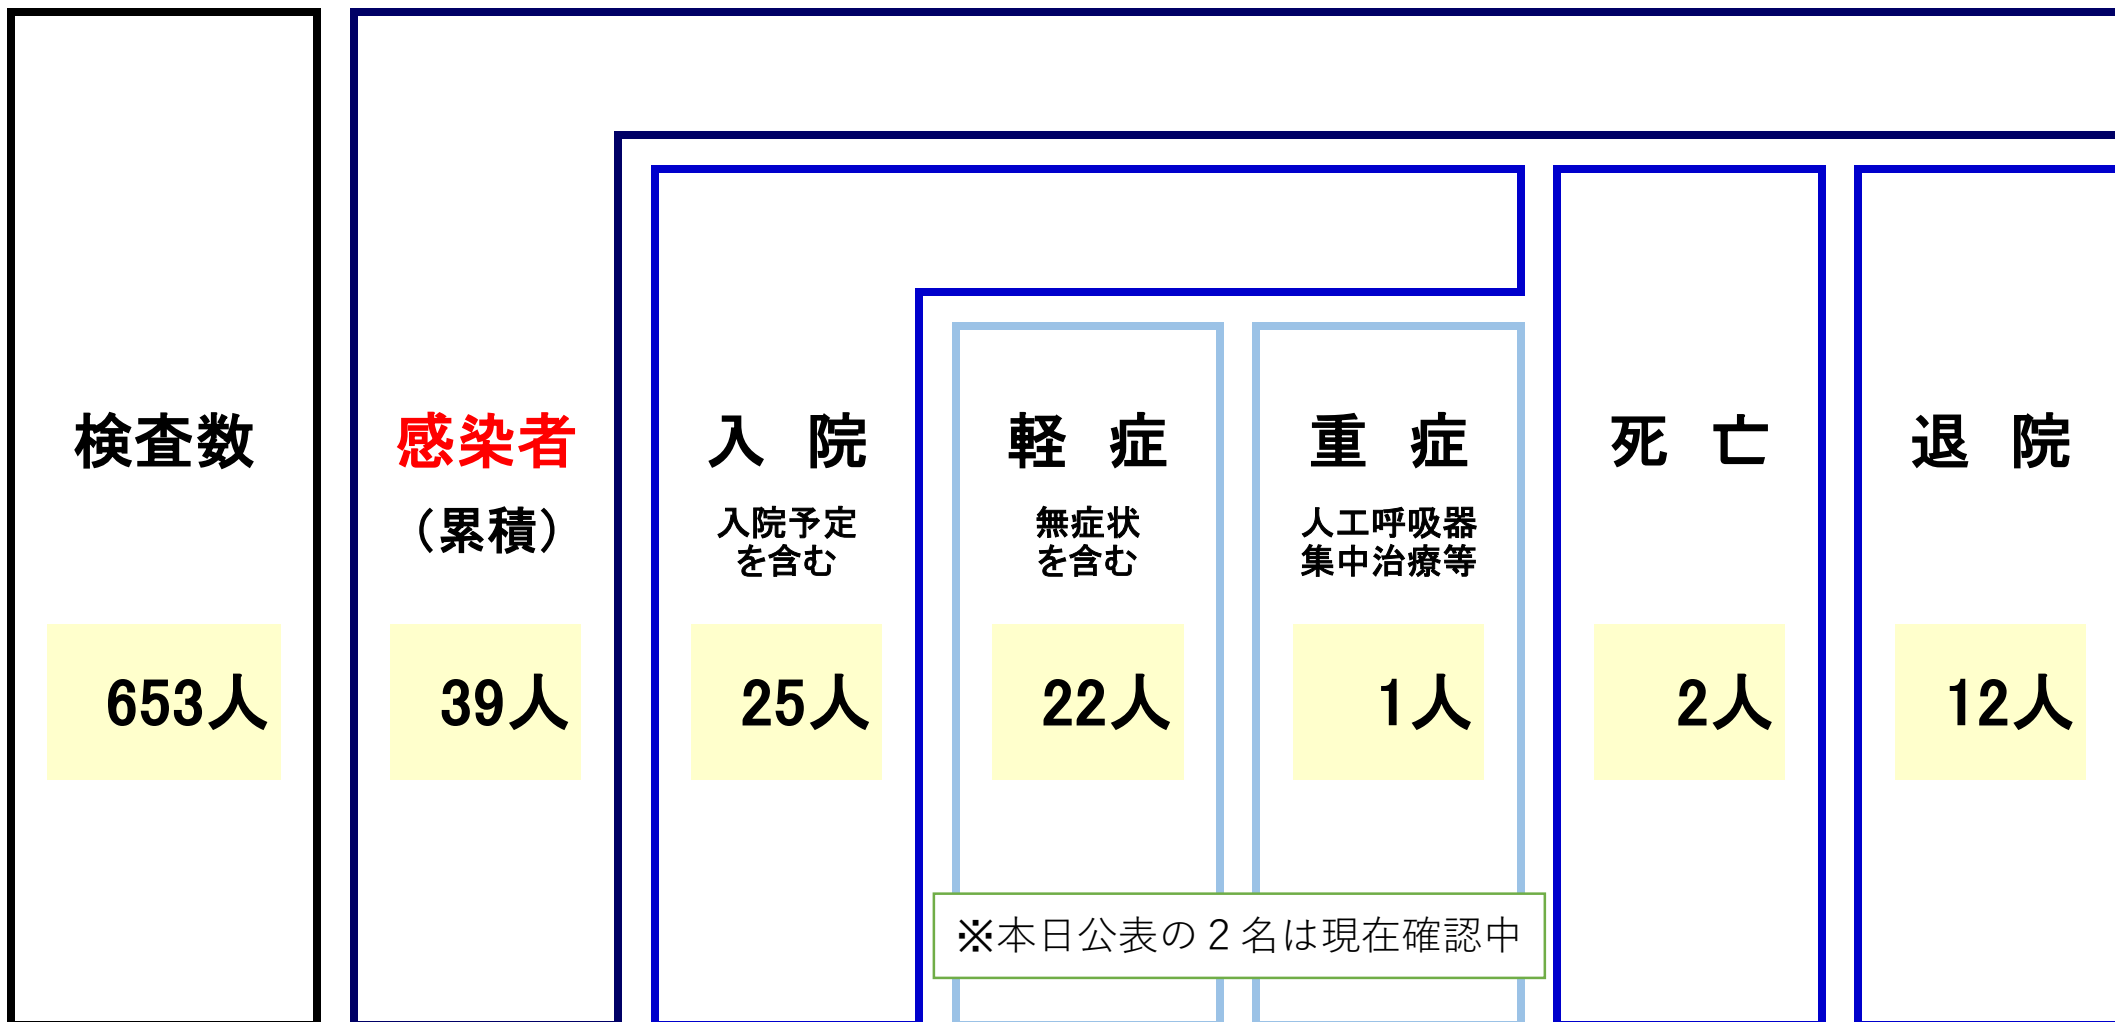 検査数
653人
感染者
（累積）
39人
入 院
入院予定
を含む
25人
軽 症
無症状
を含む
22人
重 症
人工呼吸器
集中治療等
1人
死 亡
2人
退 院
12人
※本日公表の２名は現在確認中